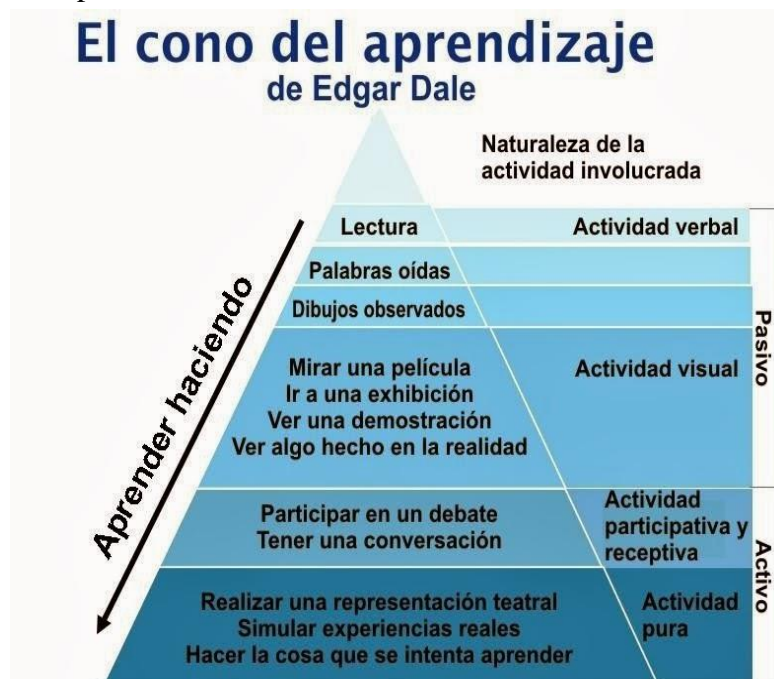 El cono del aprendizaje
de Edgar Dale
Naturaleza de la
actividad involucrada
Lectura
Actividad verbal
Palabras oídas
Dibujos observados
Mirar una película
Ir a una exhibición
Ver una demostración
Ver algo hecho en la realidad
Actividad visual
Pasivo
Participar en un debate
Tener una conversación
Actividad
participativa y
receptiva
Realizar una representación teatral
Simular experiencias reales
Hacer la cosa que se intenta aprender
Actividad
pura
Activo
Aprender haciendo